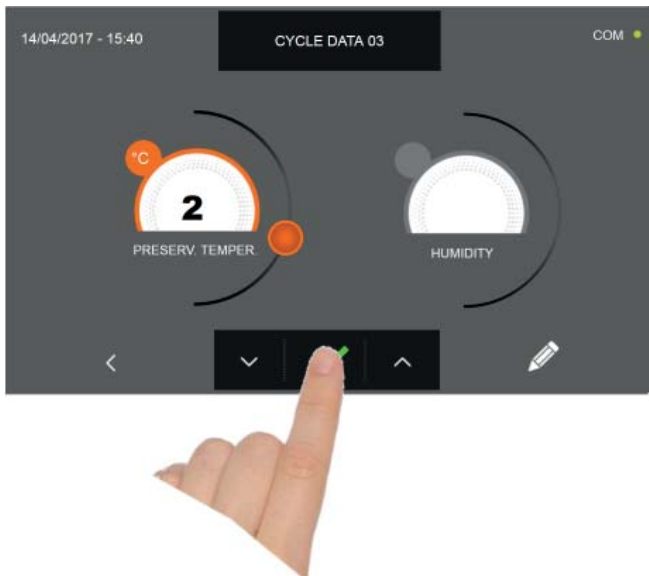 14/04/2017 - 15:40
CYCLE DATA 03
COM
°C
2
PRESERV. TEMPER.
HUMIDITY